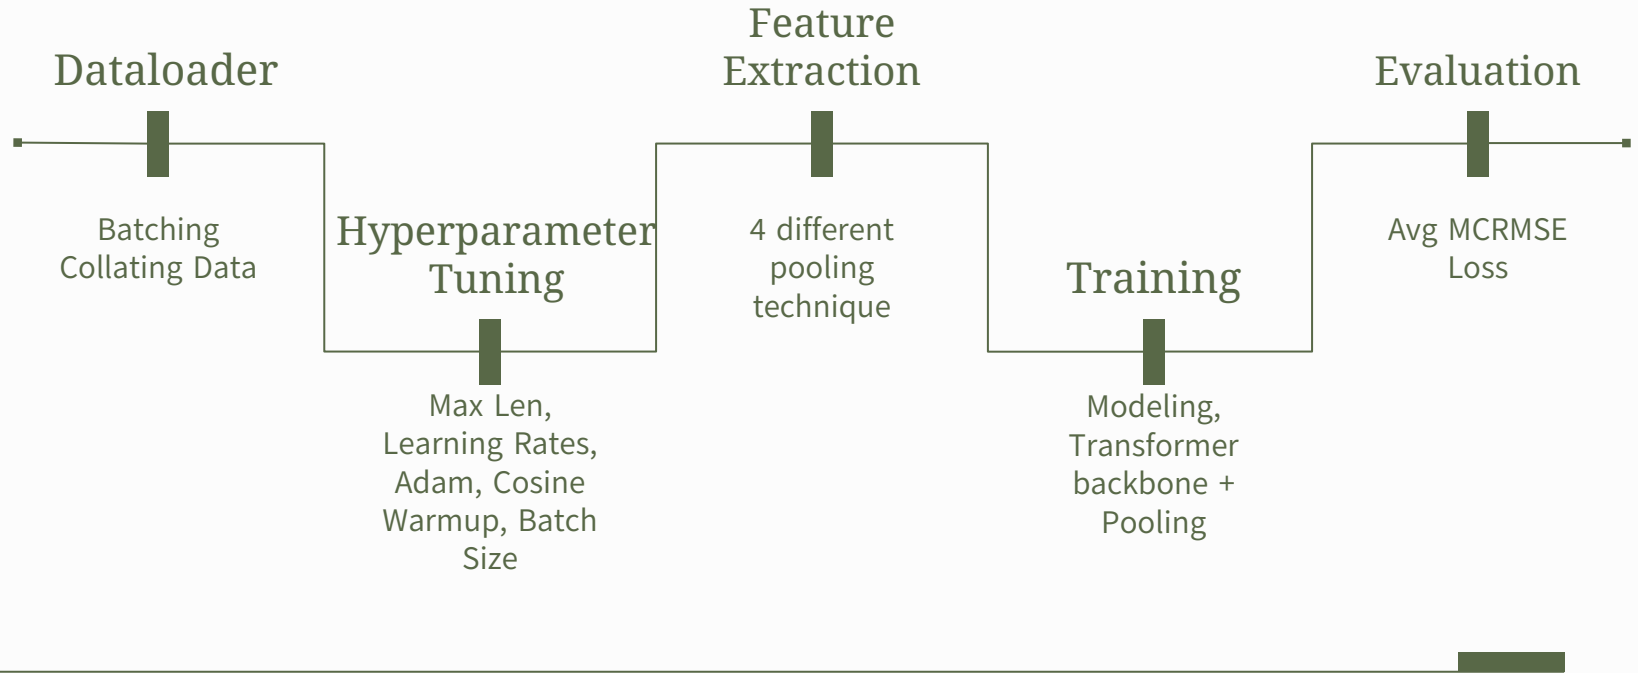 Dataloader
Batching
Collating Data
Hyperparameter
Tuning
Max Len,
Learning Rates,
Adam, Cosine
Warmup, Batch
Size
Feature
Extraction
4 different
pooling
technique
Training
Modeling,
Transformer
backbone +
Pooling
Evaluation
Avg MCRMSE
Loss